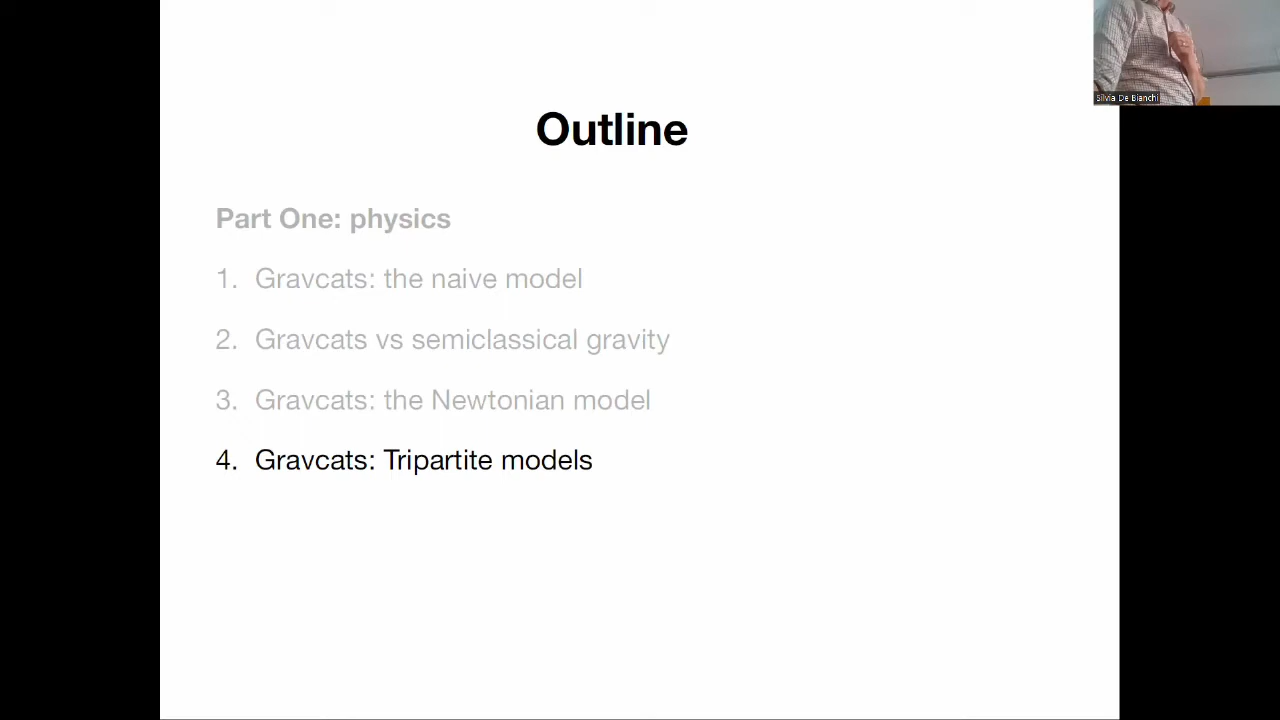 Silvia De Bianchi
Outline
Part One: physics
1. Gravcats: the naive model
2. Gravcats vs semiclassical gravity
3. Gravcats: the Newtonian model
4. Gravcats: Tripartite models